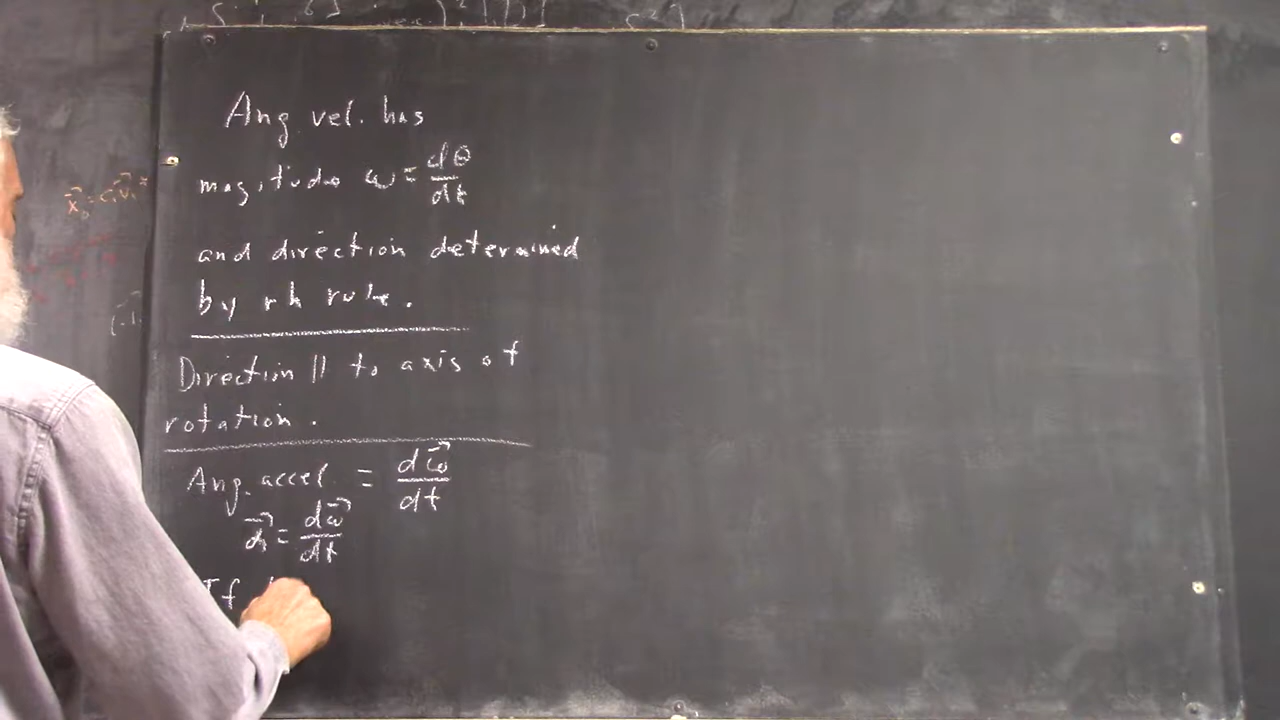 Ang vel. has
magnitude ω = dθ/dt
and direction determined
by rh rule.
Direction || to axis of
rotation.
Ang. accel. = dω⃗/dt
α⃗ = dω⃗/dt
If